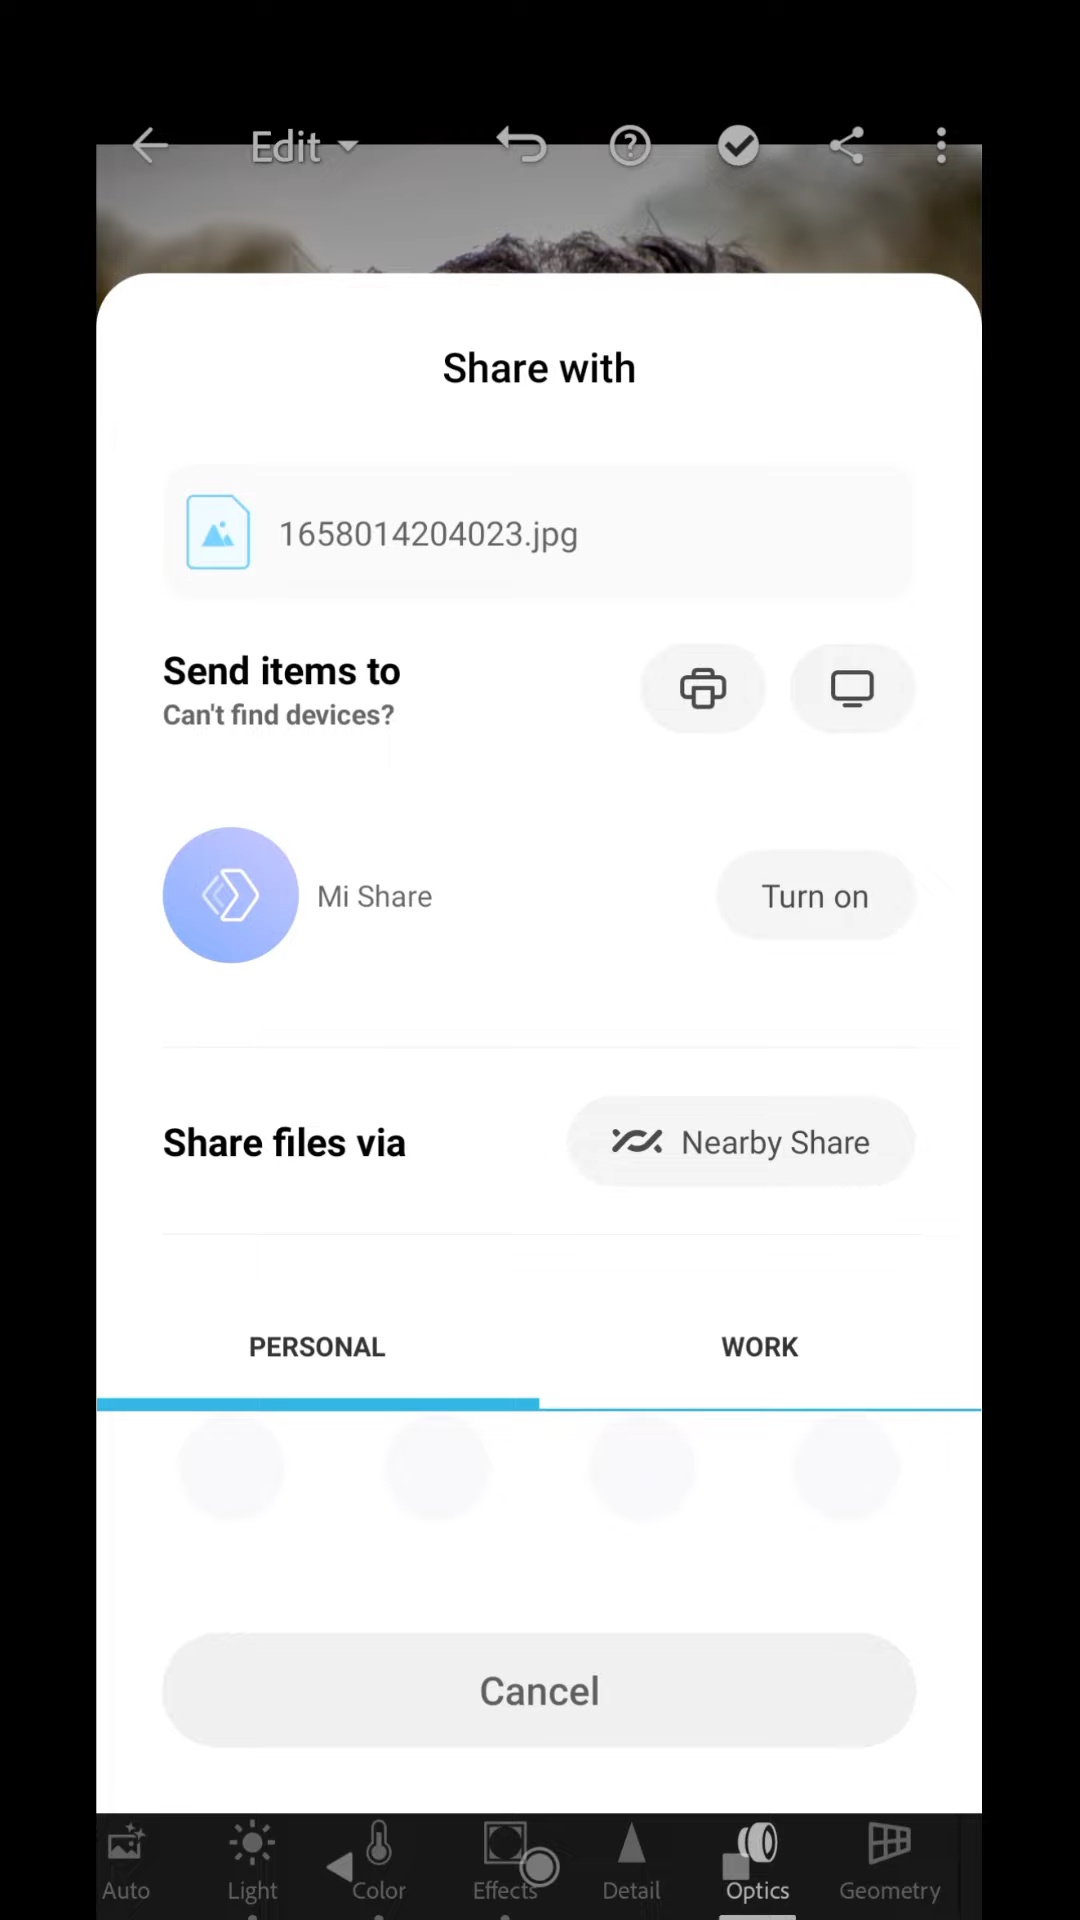 Edit
Share with
1658014204023.jpg
Send items to
Can't find devices?
Mi Share
Turn on
Share files via
Nearby Share
PERSONAL
WORK
Cancel
Auto
Light
Color
Effects
Detail
Optics
Geometry